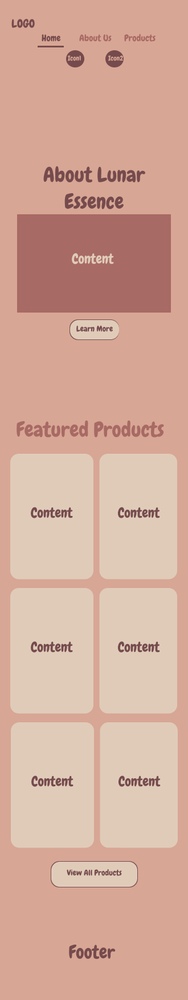 LOGO
Home About Us Products
Icon1 Icon2
About Lunar
Essence
Content
Learn More
Featured Products
Content Content
Content Content
Content Content
View All Products
Footer